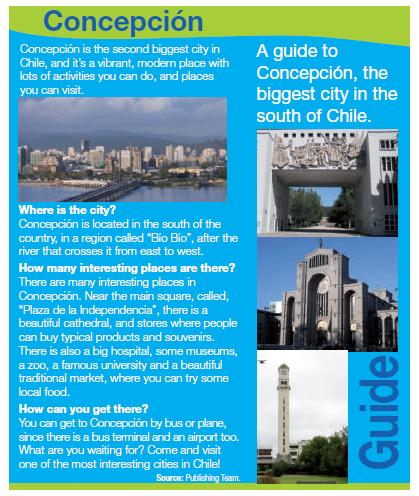 Concepción
Concepción is the second biggest city in
Chile, and it's a vibrant, modern place with
lots of activities you can do, and places
you can visit.
Where is the city?
Concepción is located in the south of the
country, in a region called "Bío Bío", after the
river that crosses it from east to west.
How many interesting places are there?
There are many interesting places in
Concepción. Near the main square, called,
"Plaza de la Independencia", there is a
beautiful cathedral, and stores where people
can buy typical products and souvenirs.
There is also a big hospital, some museums,
a zoo, a famous university and a beautiful
traditional market, where you can try some
local food.
How can you get there?
You can get to Concepción by bus or plane,
since there is a bus terminal and an airport too.
What are you waiting for? Come and visit
one of the most interesting cities in Chile!
Source: Publishing Team.
A guide to
Concepción, the
biggest city in the
south of Chile.
Guide